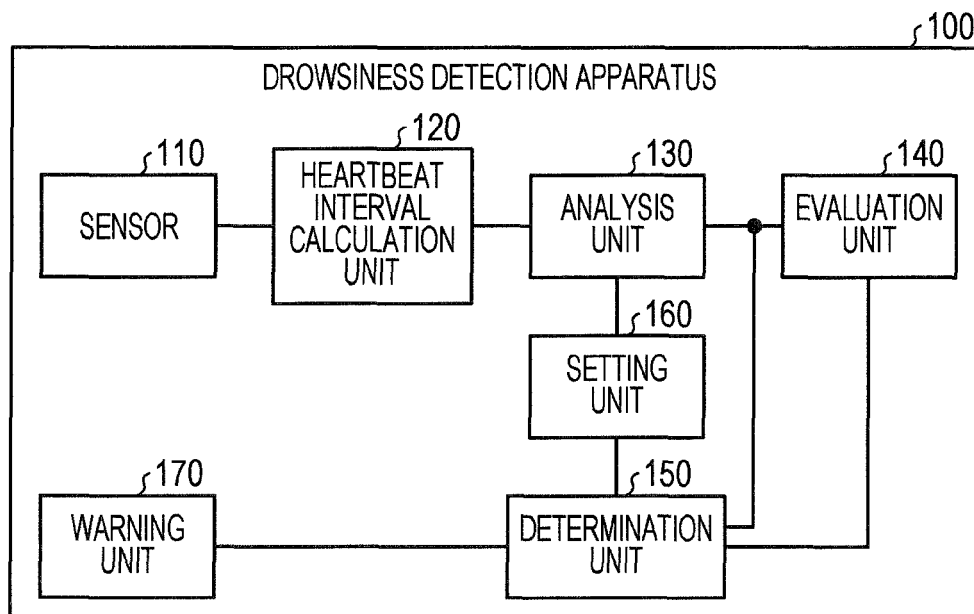 100
DROWSINESS DETECTION APPARATUS
110
SENSOR
120
HEARTBEAT
INTERVAL
CALCULATION
UNIT
130
ANALYSIS
UNIT
140
EVALUATION
UNIT
160
SETTING
UNIT
170
WARNING
UNIT
150
DETERMINATION
UNIT